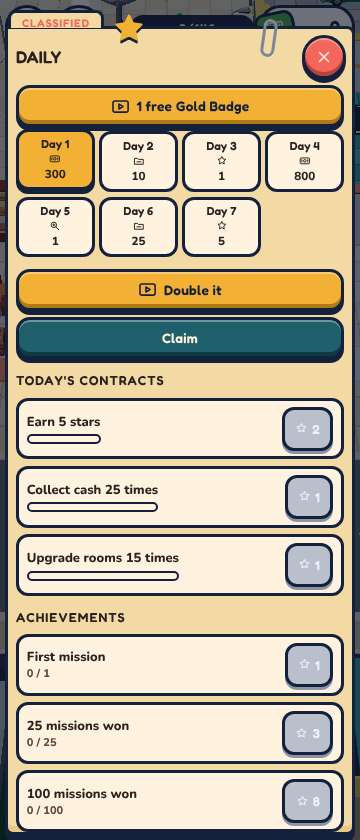 CLASSIFIED
DAILY
1 free Gold Badge
Day 1
300
Day 2
10
Day 3
1
Day 4
800
Day 5
1
Day 6
25
Day 7
5
Double it
Claim
TODAY'S CONTRACTS
Earn 5 stars
2
Collect cash 25 times
1
Upgrade rooms 15 times
1
ACHIEVEMENTS
First mission
0 / 1
1
25 missions won
0 / 25
3
100 missions won
0 / 100
8